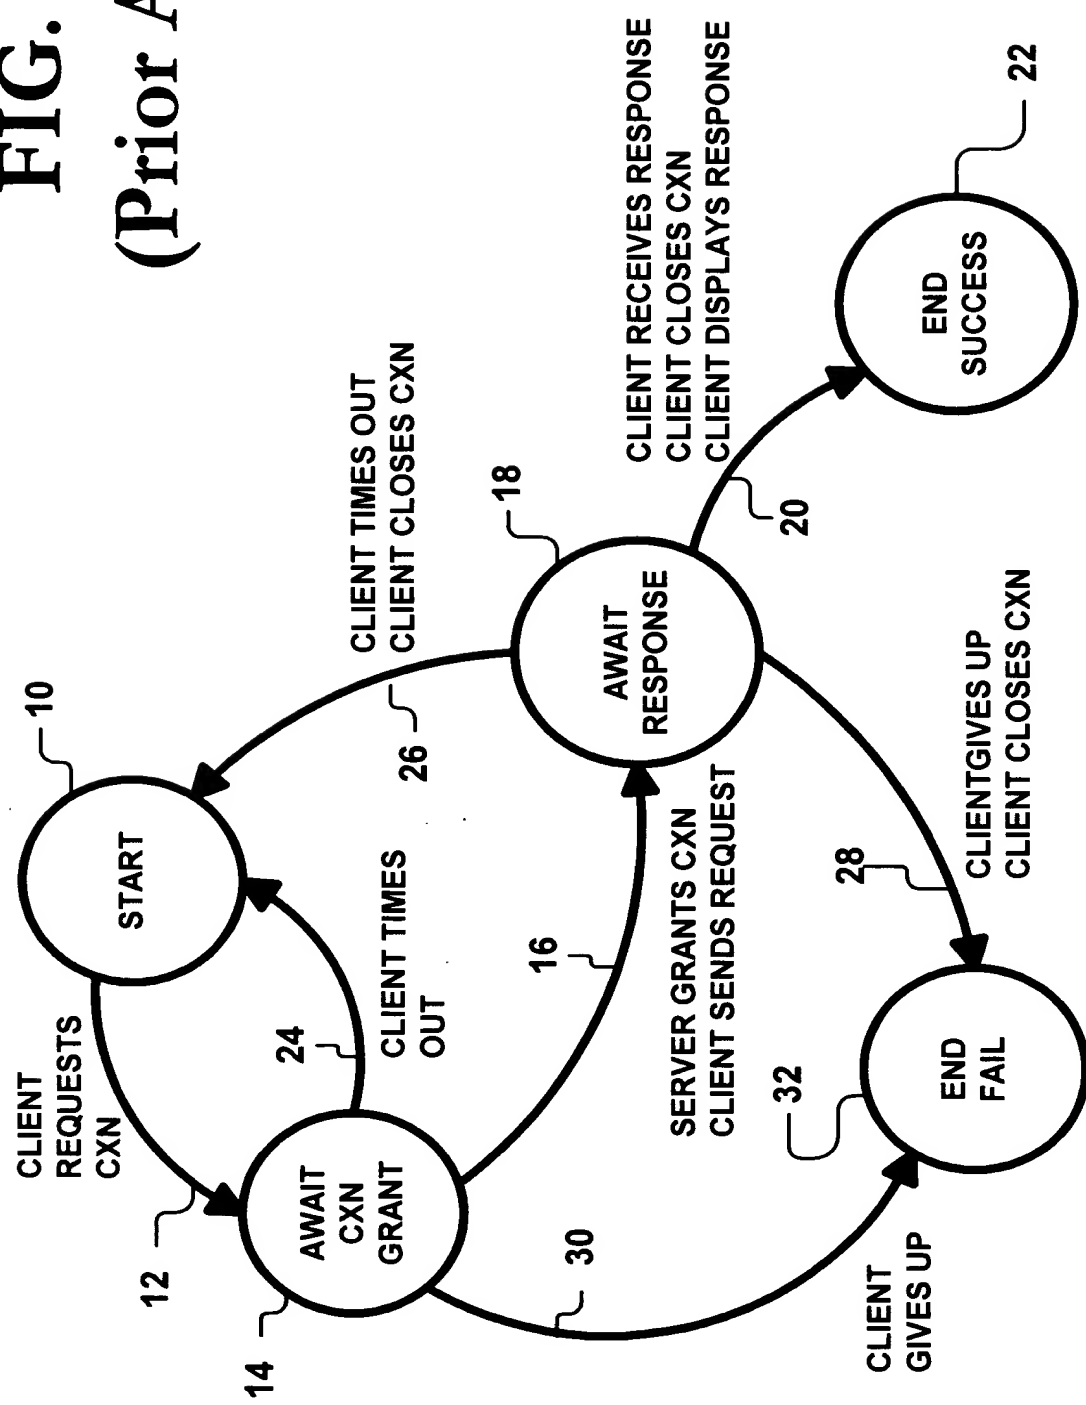 FIG.
(Prior A
10
START
CLIENT
REQUESTS
CXN
12
14
AWAIT
CXN
GRANT
24
CLIENT TIMES
OUT
CLIENT TIMES OUT
CLIENT CLOSES CXN
26
16
SERVER GRANTS CXN
CLIENT SENDS REQUEST
18
AWAIT
RESPONSE
CLIENT RECEIVES RESPONSE
CLIENT CLOSES CXN
CLIENT DISPLAYS RESPONSE
20
22
END
SUCCESS
28
CLIENTGIVES UP
CLIENT CLOSES CXN
30
CLIENT
GIVES UP
32
END
FAIL